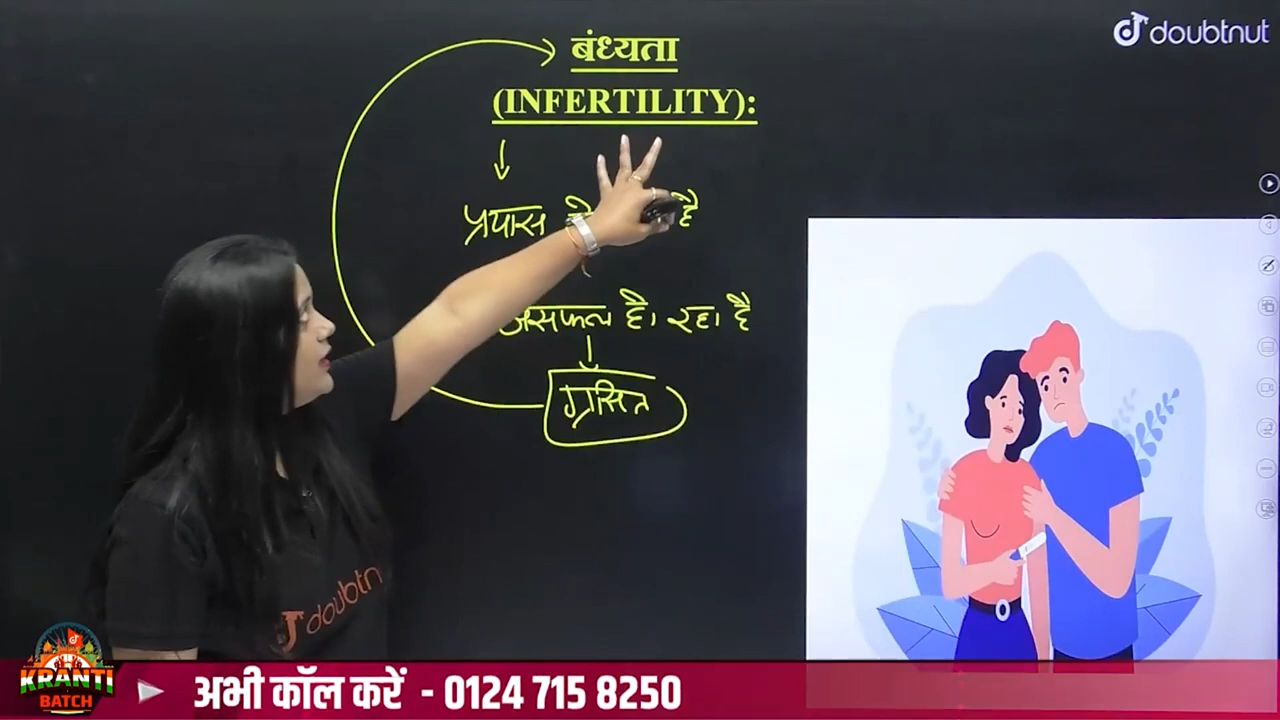 doubtnut
बंध्यता
(INFERTILITY):
प्रयास है
असफल हो रहा है
ग्रसित
doubtn
KRANTI
BATCH
अभी कॉल करें - 0124 715 8250